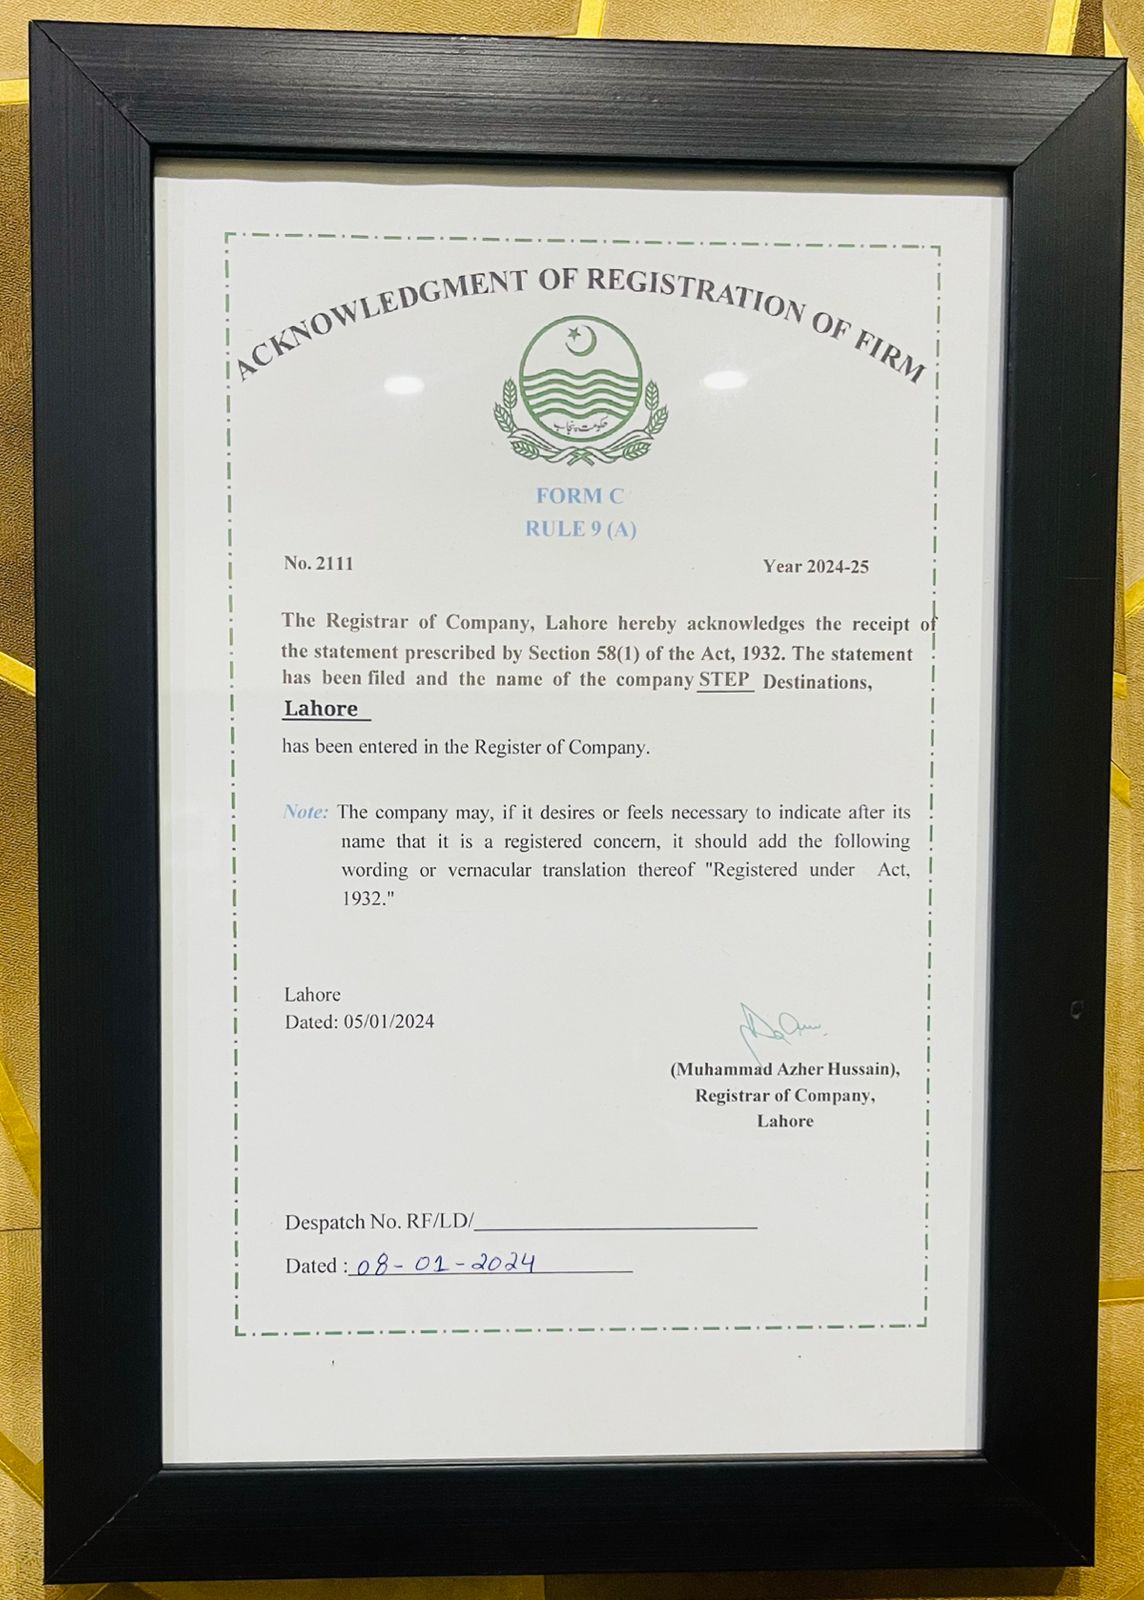 ACKNOWLEDGMENT OF REGISTRATION OF FIRM
حکومت پنجاب
FORM C
RULE 9 (A)
No. 2111 Year 2024-25
The Registrar of Company, Lahore hereby acknowledges the receipt of
the statement prescribed by Section 58(1) of the Act, 1932. The statement
has been filed and the name of the company STEP Destinations,
Lahore
has been entered in the Register of Company.
Note: The company may, if it desires or feels necessary to indicate after its
name that it is a registered concern, it should add the following
wording or vernacular translation thereof "Registered under Act,
1932."
Lahore
Dated: 05/01/2024
(Muhammad Azher Hussain),
Registrar of Company,
Lahore
Despatch No. RF/LD/
Dated : 08-01-2024